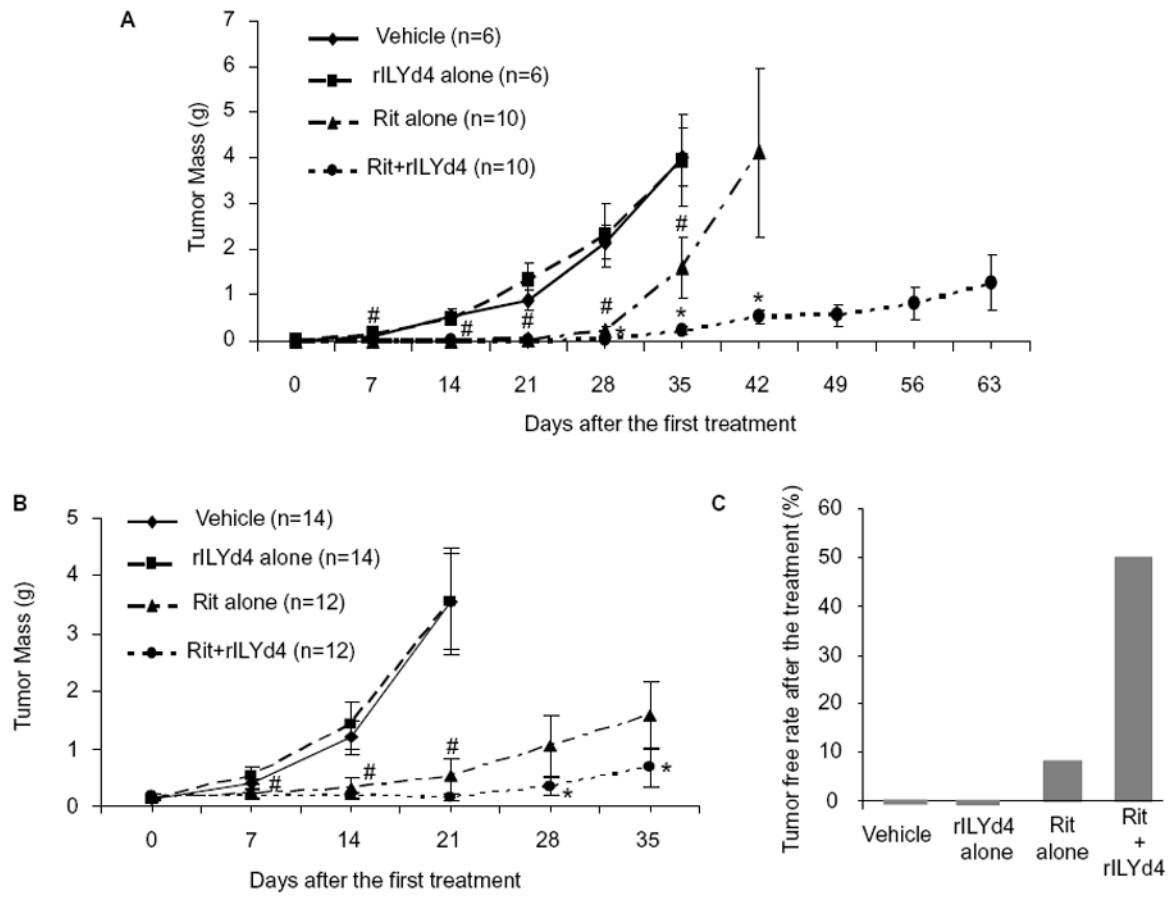 A
7
6
5
4
3
2
1
0
Tumor Mass (g)
Vehicle (n=6)
rILYd4 alone (n=6)
Rit alone (n=10)
Rit+rILYd4 (n=10)
#
#
#
#
#
*
*
*
0 7 14 21 28 35 42 49 56 63
Days after the first treatment
B
5
4
3
2
1
0
Tumor Mass (g)
Vehicle (n=14)
rILYd4 alone (n=14)
Rit alone (n=12)
Rit+rILYd4 (n=12)
#
#
#
*
*
0 7 14 21 28 35
Days after the first treatment
C
60
50
40
30
20
10
0
Tumor free rate after the treatment (%)
Vehicle
rILYd4
alone
Rit
alone
Rit
+
rILYd4